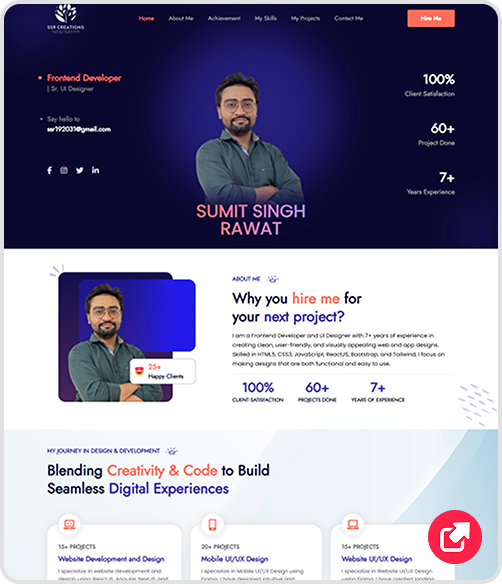 SSR CREATIONS
Home About Me Achievement My Skills My Projects Contact Me Hire Me
Frontend Developer
| Sr. UI Designer
Say hello to
ssr192031@gmail.com
100%
Client Satisfaction
60+
Project Done
7+
Years Experience
SUMIT SINGH
RAWAT
25+
Happy Clients
ABOUT ME
Why you hire me for
your next project?
I am a Frontend Developer and UI Designer with 7+ years of experience in
creating clean, user-friendly, and visually appealing web and app designs.
Skilled in HTML5, CSS3, JavaScript, ReactJS, Bootstrap, and Tailwind, I focus on
making designs that are both functional and easy to use.
100% 60+ 7+
CLIENT SATISFACTION PROJECTS DONE YEARS OF EXPERIENCE
MY JOURNEY IN DESIGN & DEVELOPMENT
Blending Creativity & Code to Build
Seamless Digital Experiences
15+ PROJECTS
Website Development and Design
I specialize in website development and
design using ReactJS, Angular, Next.JS, and
20+ PROJECTS
Mobile UI/UX Design
I specialize in Mobile UI/UX Design using
Figma. I have designed intuitive and
15+ PROJECTS
Website UI/UX Design
I specialize in Website UI/UX Design using
Figma. I have created